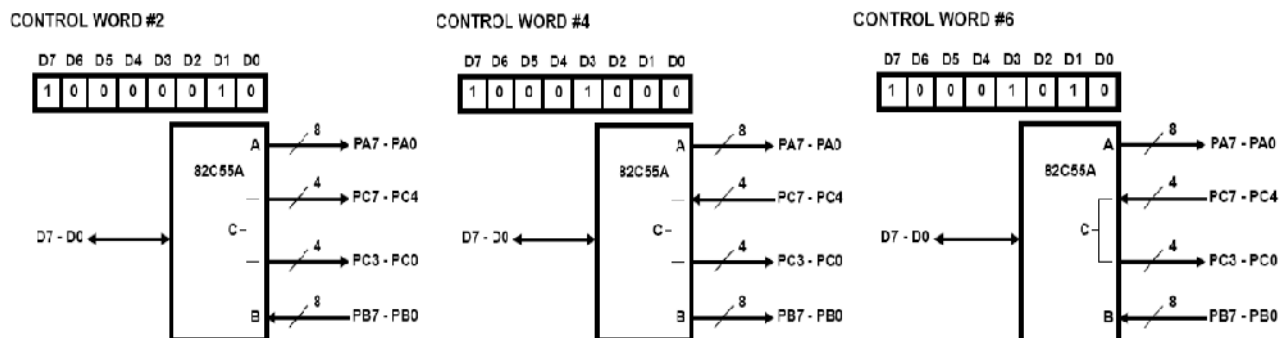 CONTROL WORD #2
D7 D6 D5 D4 D3 D2 D1 D0
1 0 0 0 0 0 1 0
A
8
PA7 - PA0
82C55A
4
PC7 - PC4
D7 - D0
C
4
PC3 - PC0
B
8
PB7 - PB0
CONTROL WORD #4
D7 D6 D5 D4 D3 D2 D1 D0
1 0 0 0 1 0 0 0
A
8
PA7 - PA0
82C55A
4
PC7 - PC4
D7 - D0
C
4
PC3 - PC0
B
8
PB7 - PB0
CONTROL WORD #6
D7 D6 D5 D4 D3 D2 D1 D0
1 0 0 0 1 0 1 0
A
8
PA7 - PA0
82C55A
4
PC7 - PC4
D7 - D0
C
4
PC3 - PC0
B
8
PB7 - PB0